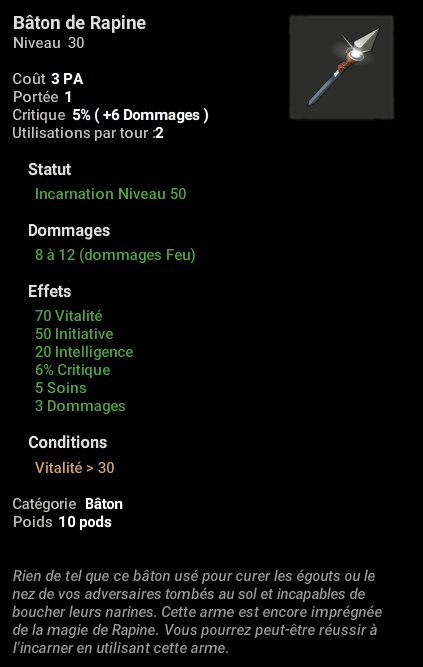 Bâton de Rapine
Niveau 30
Coût 3 PA
Portée 1
Critique 5% ( +6 Dommages )
Utilisations par tour :2
Statut
Incarnation Niveau 50
Dommages
8 à 12 (dommages Feu)
Effets
70 Vitalité
50 Initiative
20 Intelligence
6% Critique
5 Soins
3 Dommages
Conditions
Vitalité > 30
Catégorie Bâton
Poids 10 pods
Rien de tel que ce bâton usé pour curer les égouts ou le
nez de vos adversaires tombés au sol et incapables de
boucher leurs narines. Cette arme est encore imprégnée
de la magie de Rapine. Vous pourrez peut-être réussir à
l'incarner en utilisant cette arme.